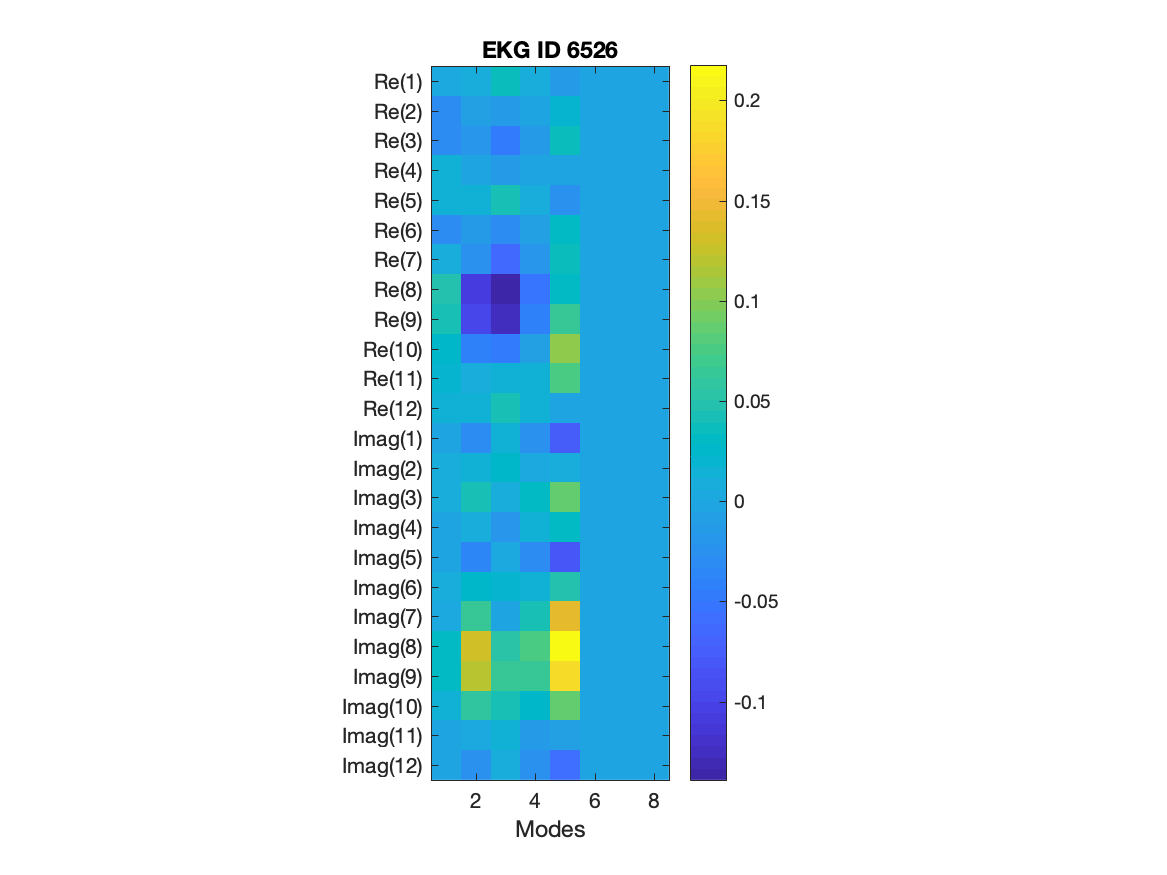 EKG ID 6526
Re(1)
Re(2)
Re(3)
Re(4)
Re(5)
Re(6)
Re(7)
Re(8)
Re(9)
Re(10)
Re(11)
Re(12)
Imag(1)
Imag(2)
Imag(3)
Imag(4)
Imag(5)
Imag(6)
Imag(7)
Imag(8)
Imag(9)
Imag(10)
Imag(11)
Imag(12)
2 4 6 8
Modes
0.2
0.15
0.1
0.05
0
-0.05
-0.1